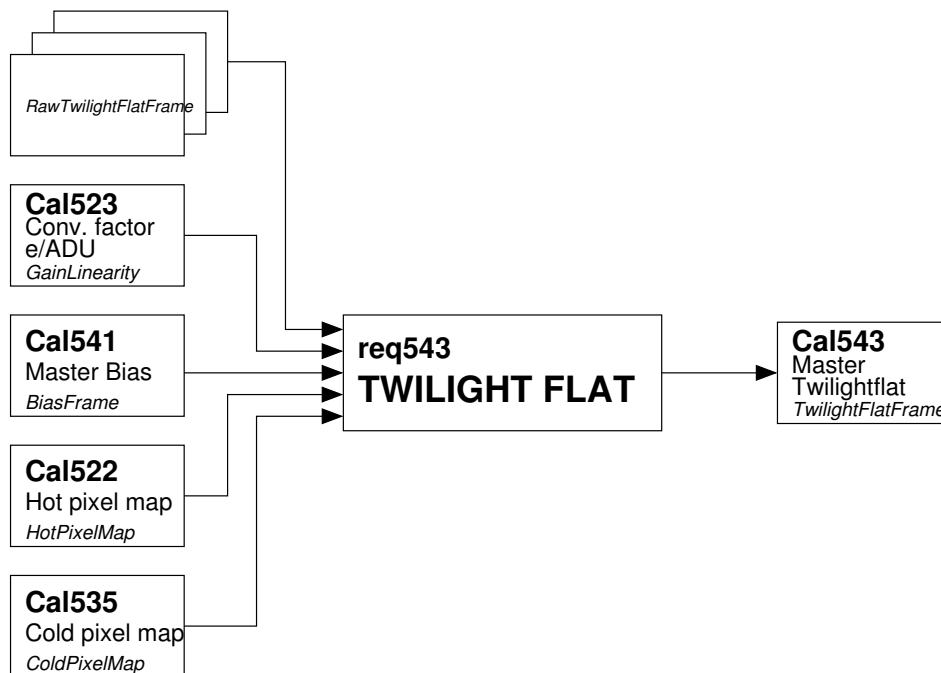 RawTwilightFlatFrame
Cal523
Conv. factor
e/ADU
GainLinearity
Cal541
Master Bias
BiasFrame
Cal522
Hot pixel map
HotPixelMap
Cal535
Cold pixel map
ColdPixelMap
req543
TWILIGHT FLAT
Cal543
Master
Twilightflat
TwilightFlatFrame